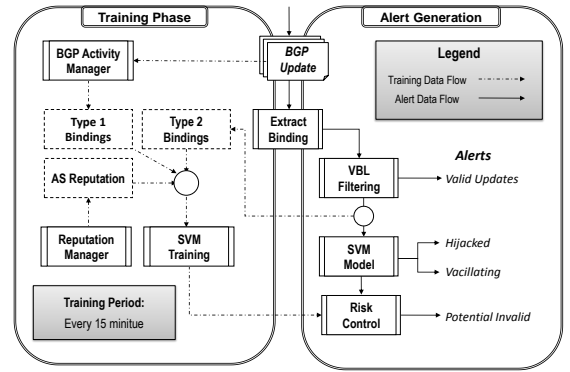 Training Phase
Alert Generation
BGP Activity
Manager
BGP
Update
Legend
Training Data Flow
Alert Data Flow
Type 1
Bindings
Type 2
Bindings
Extract
Binding
Alerts
AS Reputation
VBL
Filtering
Valid Updates
Reputation
Manager
SVM
Training
SVM
Model
Hijacked
Vacillating
Training Period:
Every 15 minitue
Risk
Control
Potential Invalid